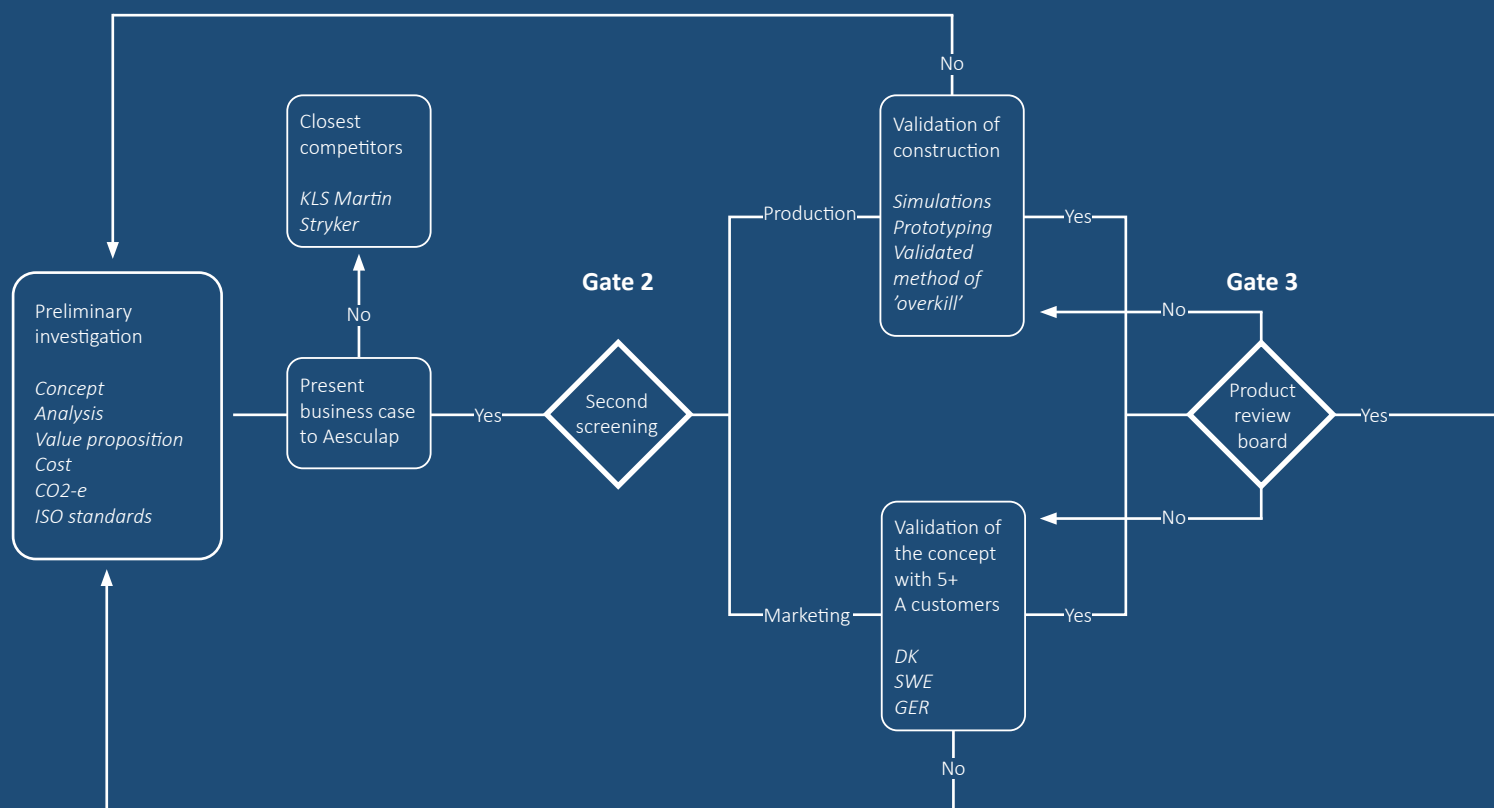 No
Closest
competitors
KLS Martin
Stryker
Validation of
construction
Simulations
Prototyping
Validated
method of
’overkill’
Production
Yes
Gate 2
Gate 3
Preliminary
investigation
Concept
Analysis
Value proposition
Cost
CO2-e
ISO standards
No
Present
business case
to Aesculap
Yes
Second
screening
No
Product
review
board
Yes
No
Marketing
Validation of
the concept
with 5+
A customers
DK
SWE
GER
Yes
No